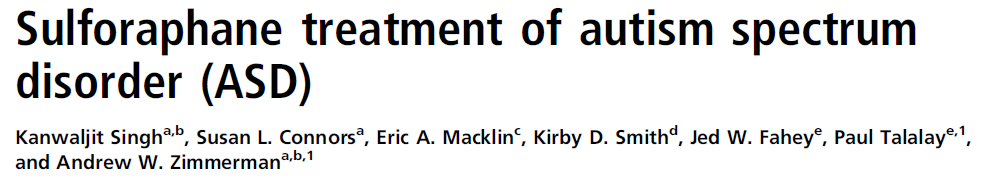 Sulforaphane treatment of autism spectrum
disorder (ASD)
Kanwaljit Singha,b, Susan L. Connorsa, Eric A. Macklinc, Kirby D. Smithd, Jed W. Faheye, Paul Talalaye,1,
and Andrew W. Zimmermana,b,1